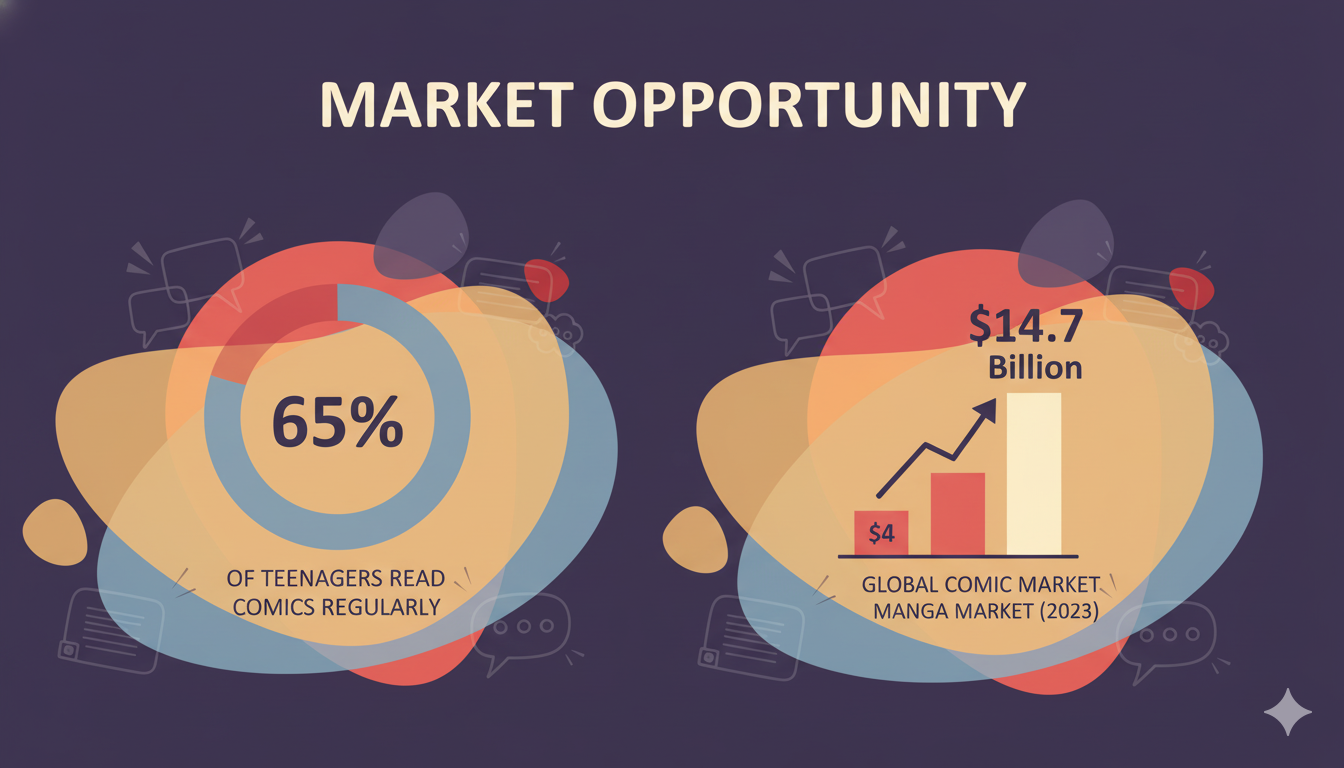 MARKET OPPORTUNITY
65%
OF TEENAGERS READ
COMICS REGULARLY
$14.7
Billion
$4
GLOBAL COMIC MARKET
MANGA MARKET (2023)